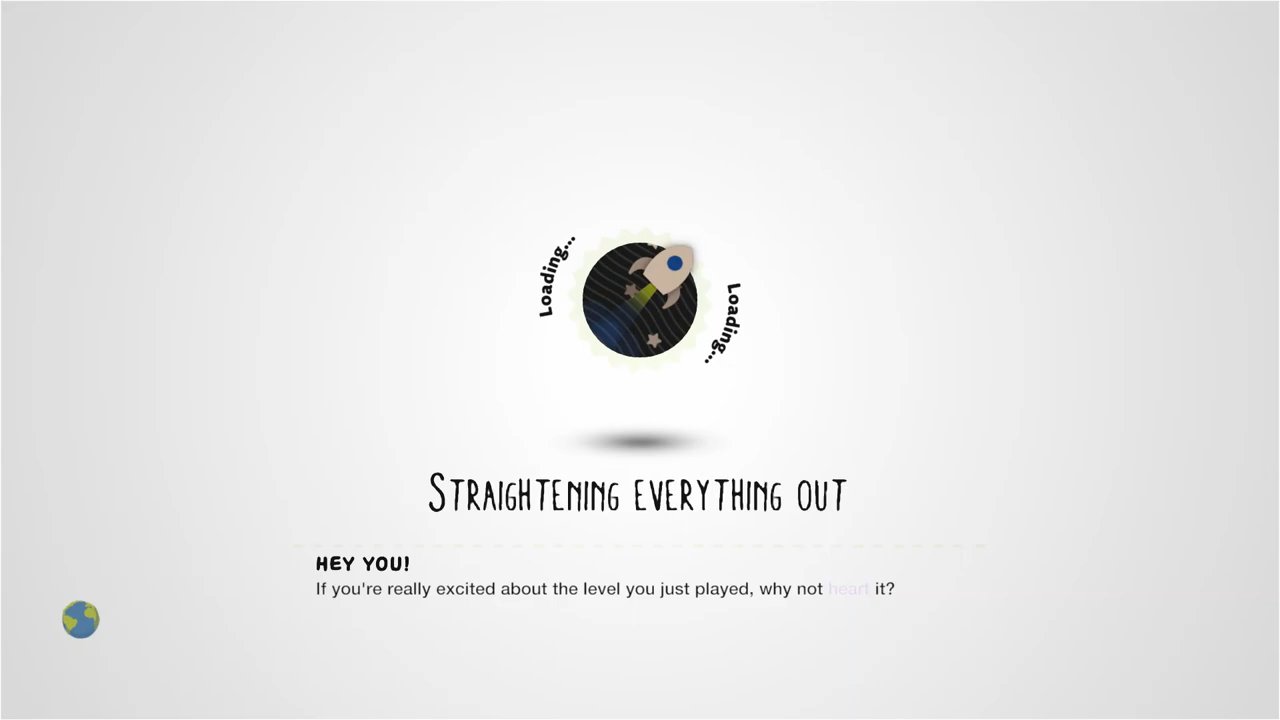 Loading...
Loading...
Straightening everything out
HEY YOU!
If you're really excited about the level you just played, why not heart it?